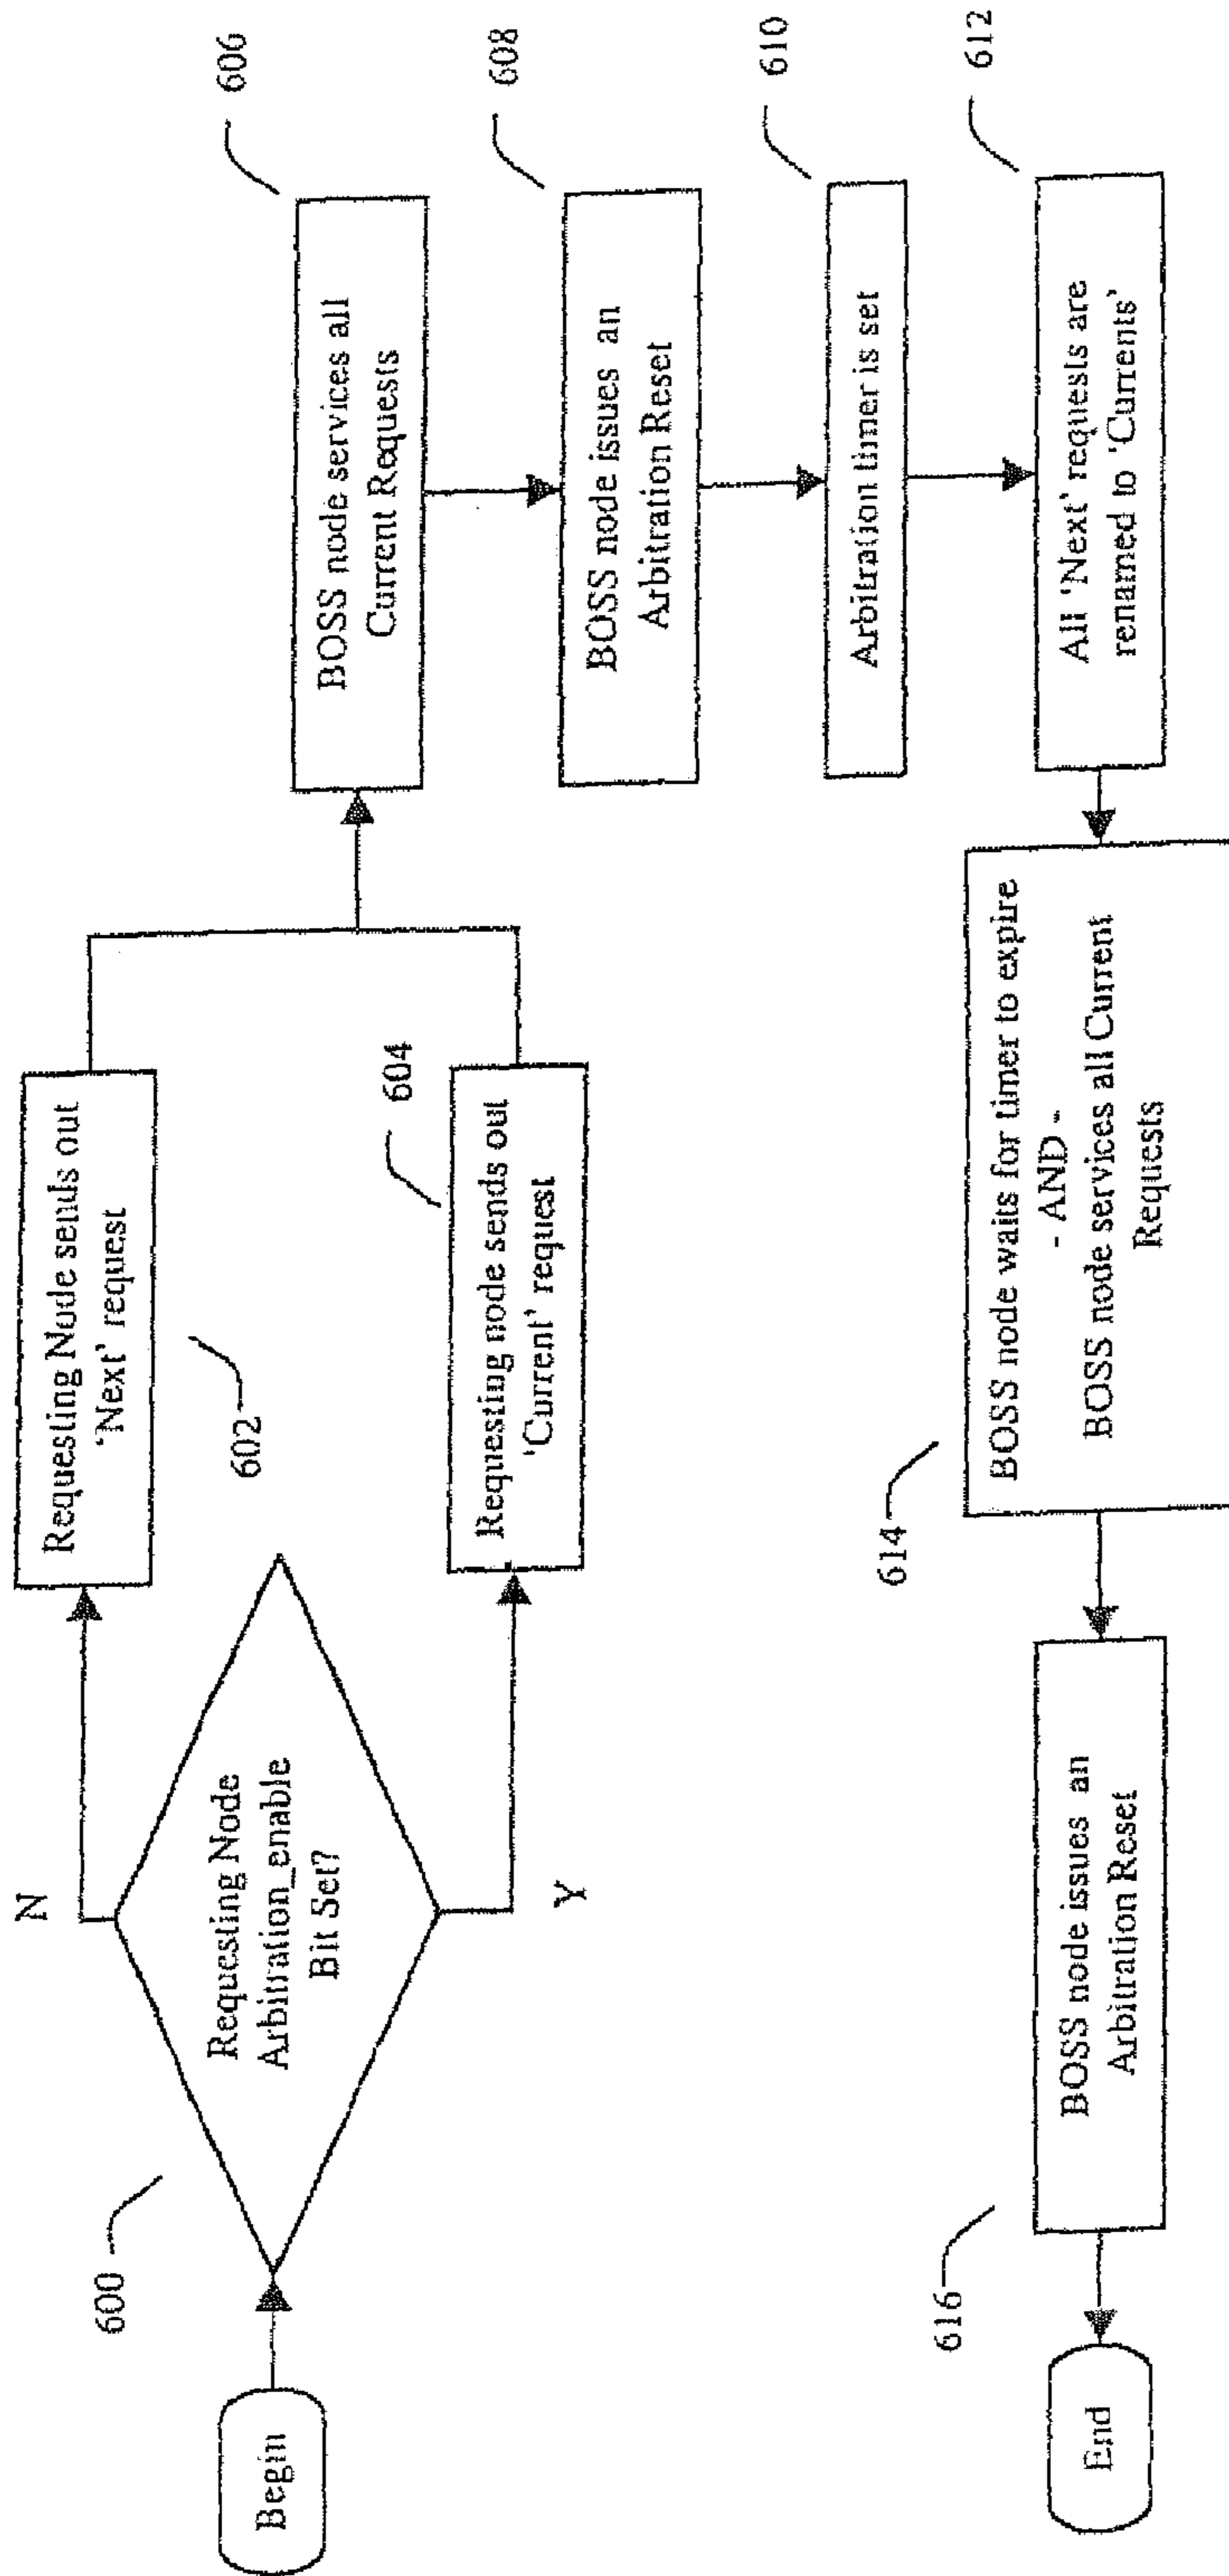 Begin
600
Requesting Node
Arbitration_enable
Bit Set?
N
Y
Requesting Node sends out
'Next' request
602
604
Requesting node sends out
'Current' request
606
BOSS node services all
Current Requests
608
BOSS node issues an
Arbitration Reset
610
Arbitration timer is set
612
All 'Next' requests are
renamed to 'Currents'
614
BOSS node waits for timer to expire
- AND -
BOSS node services all Current
Requests
616
BOSS node issues an
Arbitration Reset
End